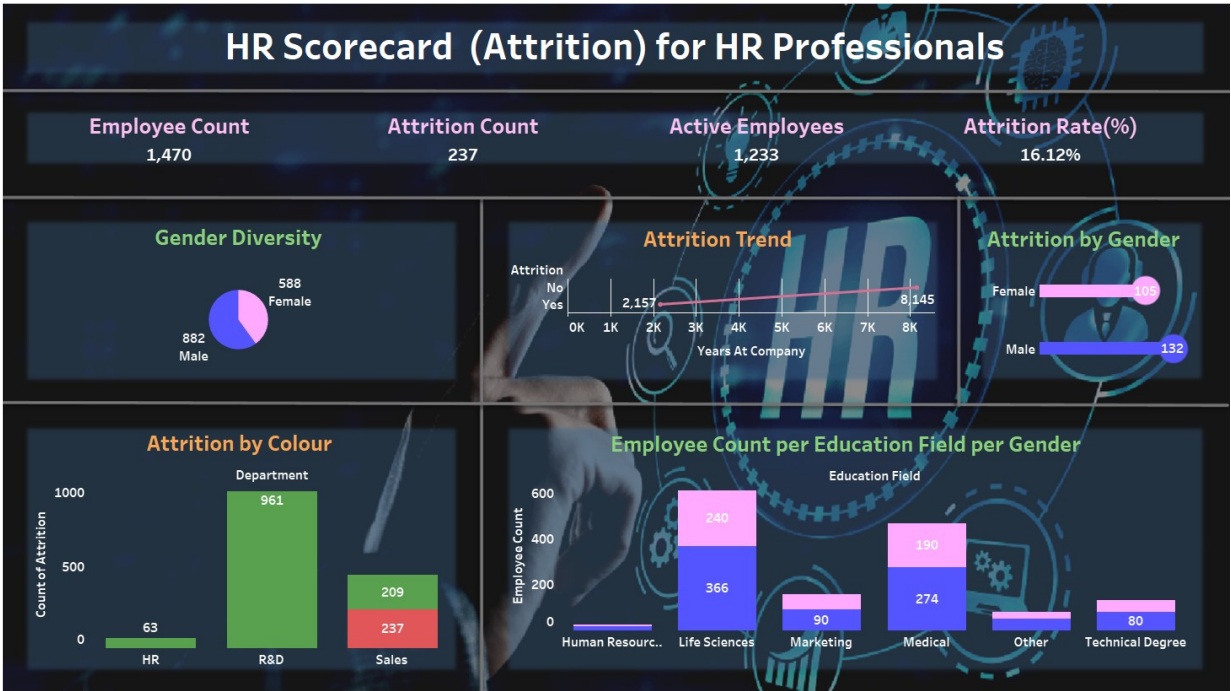 HR Scorecard (Attrition) for HR Professionals
Employee Count
1,470
Attrition Count
237
Active Employees
1,233
Attrition Rate(%)
16.12%
Gender Diversity
588
Female
882
Male
Attrition Trend
Attrition
No
Yes
2,157
8,145
0K 1K 2K 3K 4K 5K 6K 7K 8K
Years At Company
HR
Attrition by Gender
Female 105
Male 132
Attrition by Colour
Department
Count of Attrition
1000
500
0
63
961
209
237
HR R&D Sales
Employee Count per Education Field per Gender
Education Field
Employee Count
600
400
200
0
240
366
90
190
274
80
Human Resourc.. Life Sciences Marketing Medical Other Technical Degree